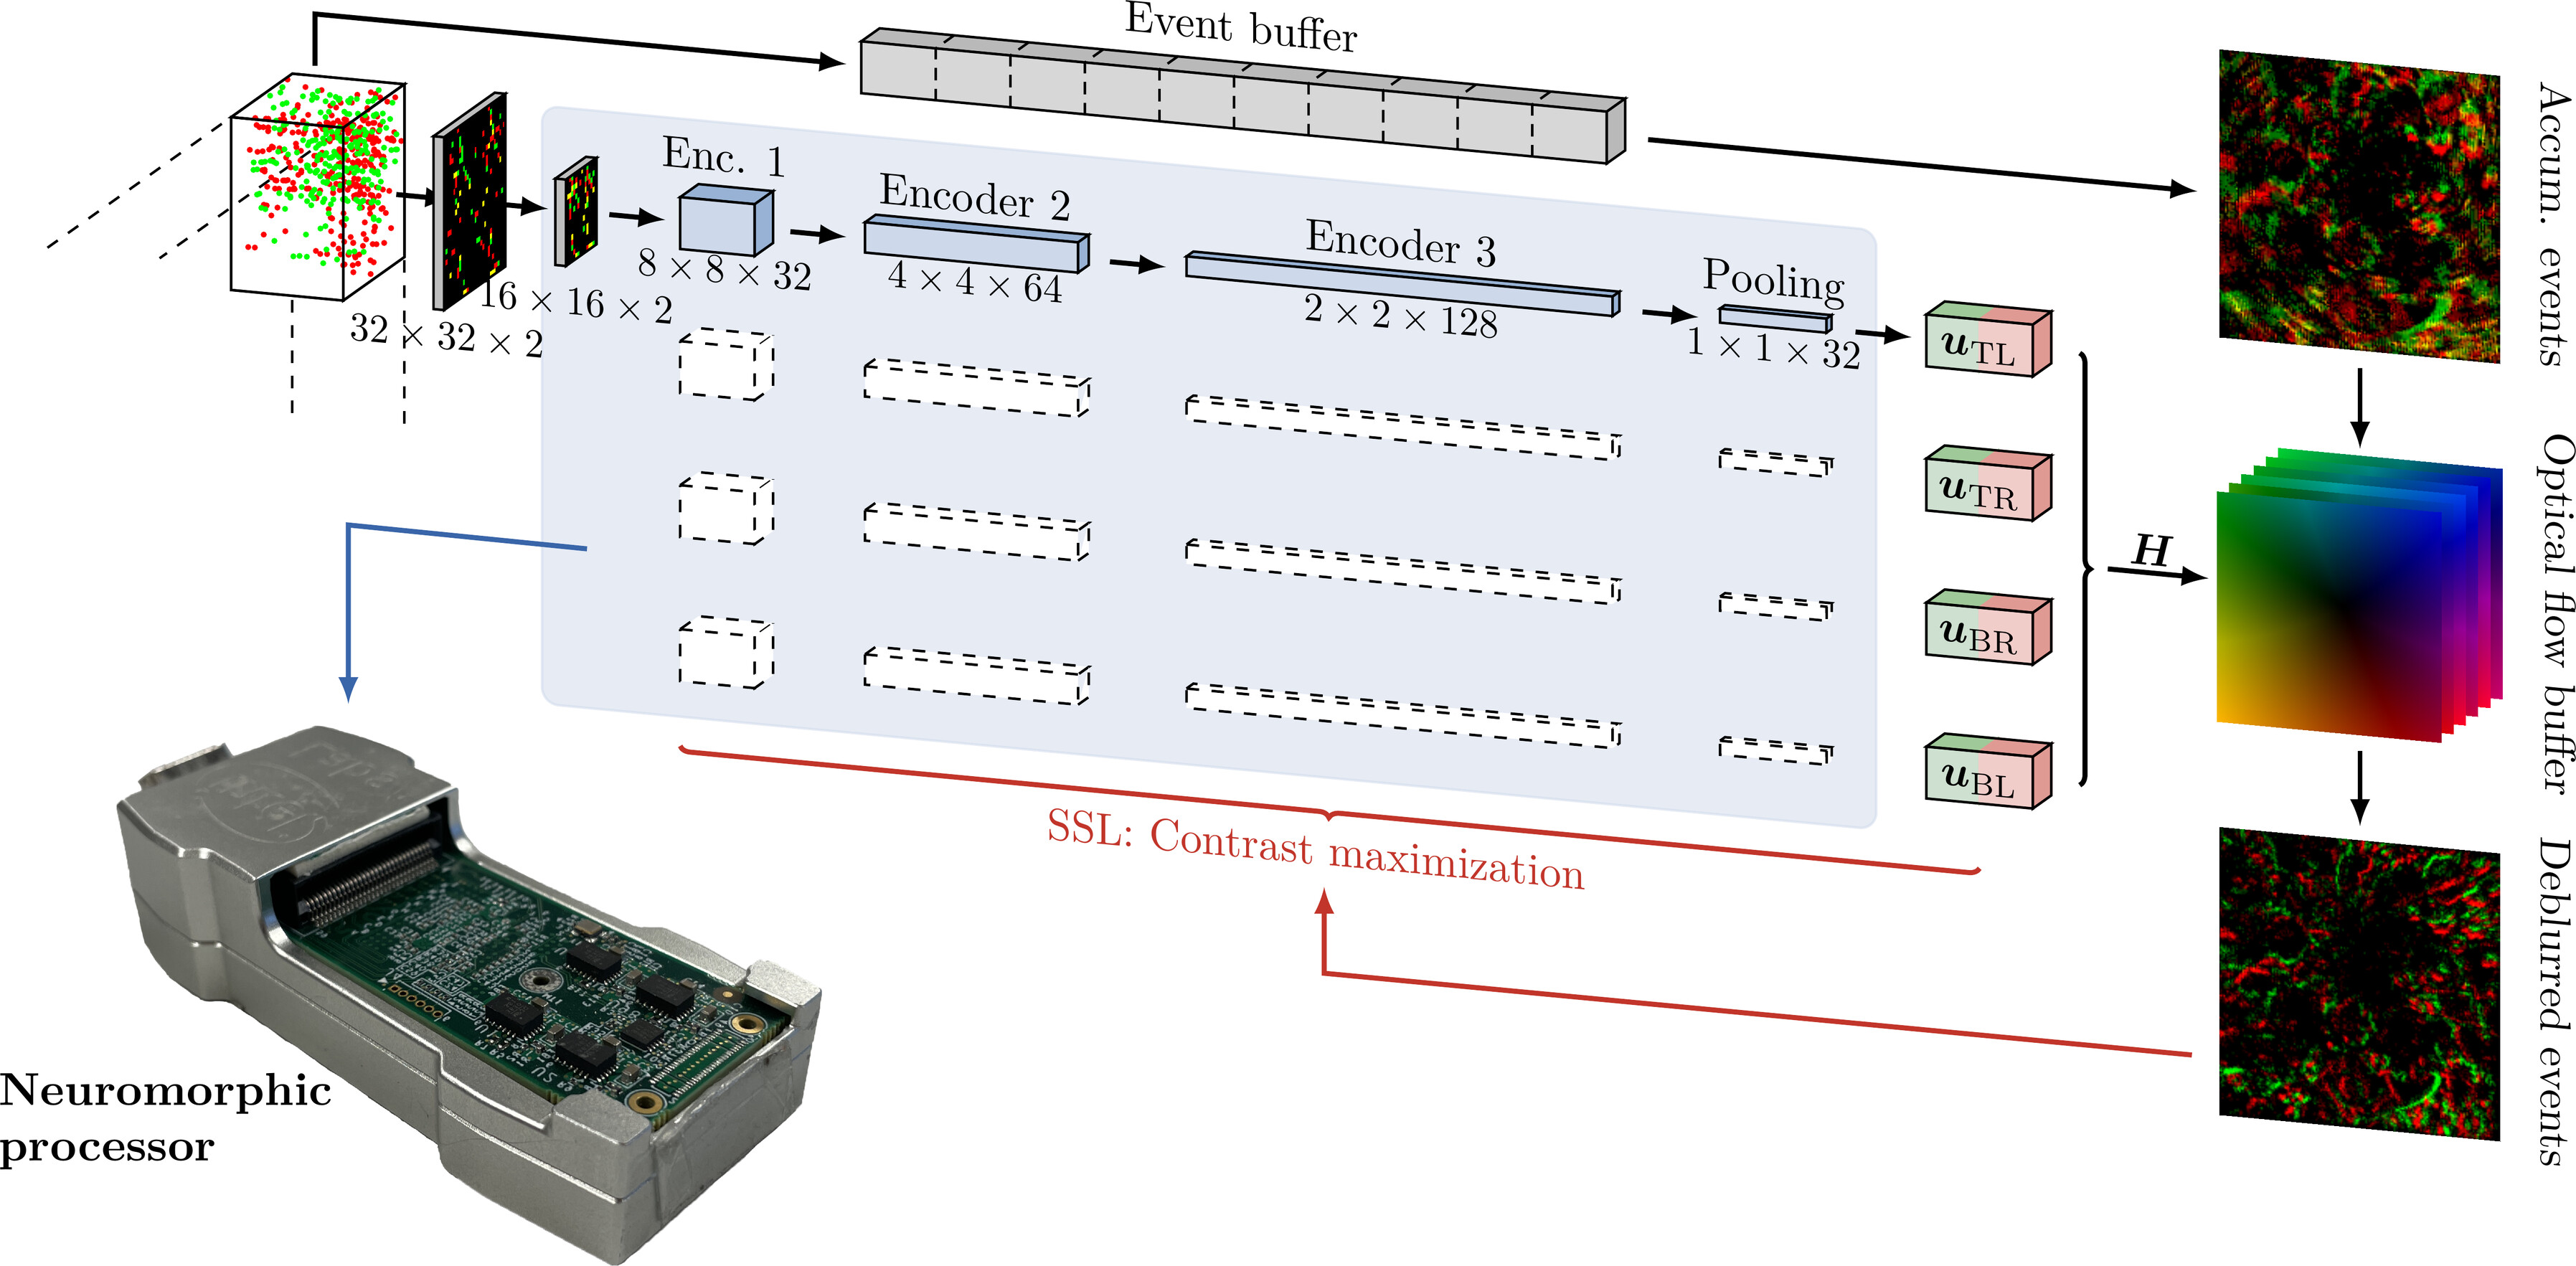 Event buffer
Enc. 1
Encoder 2
Encoder 3
Pooling
32 × 32 × 2
16 × 16 × 2
8 × 8 × 32
4 × 4 × 64
2 × 2 × 128
1 × 1 × 32
u_TL
u_TR
u_BR
u_BL
H
Accum. events
Optical flow buffer
Deblurred events
SSL: Contrast maximization
Neuromorphic
processor